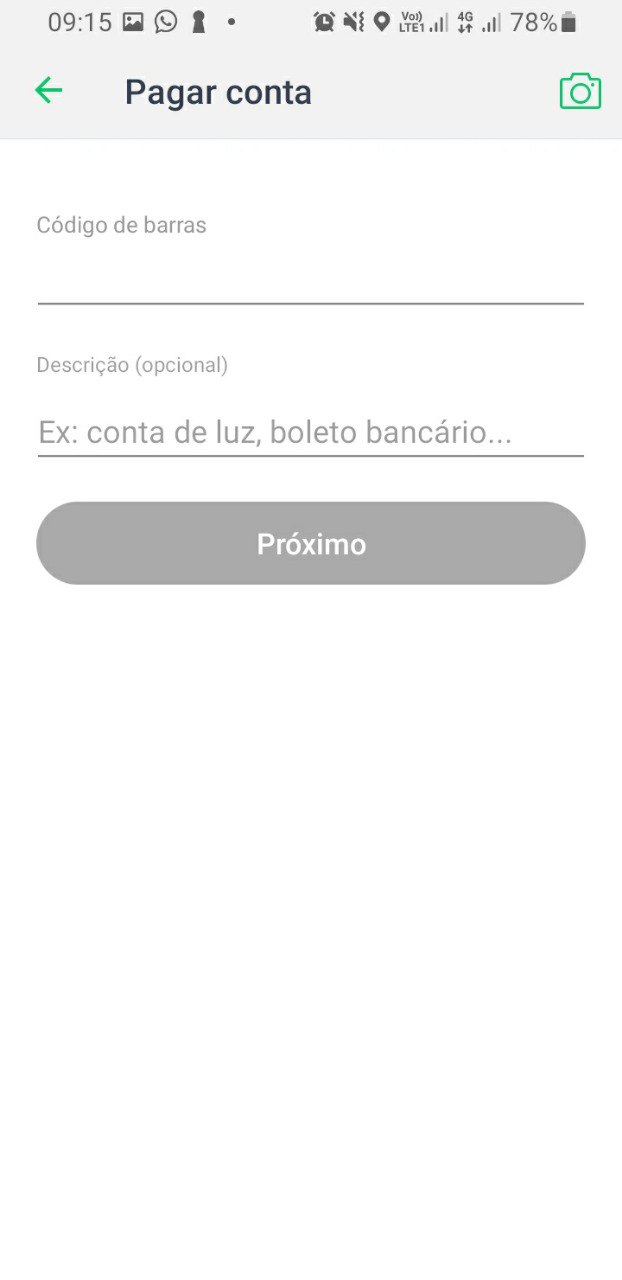 09:15 78%
Vo)) LTE1 4G
Pagar conta
Código de barras
Descrição (opcional)
Ex: conta de luz, boleto bancário...
Próximo